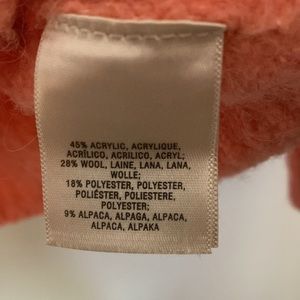 45% ACRYLIC, ACRYLIQUE,
ACRÍLICO, ACRILICO, ACRYL;
28% WOOL, LAINE, LANA, LANA,
WOLLE;
18% POLYESTER, POLYESTER,
POLIÉSTER, POLIESTERE,
POLYESTER;
9% ALPACA, ALPAGA, ALPACA,
ALPACA, ALPAKA